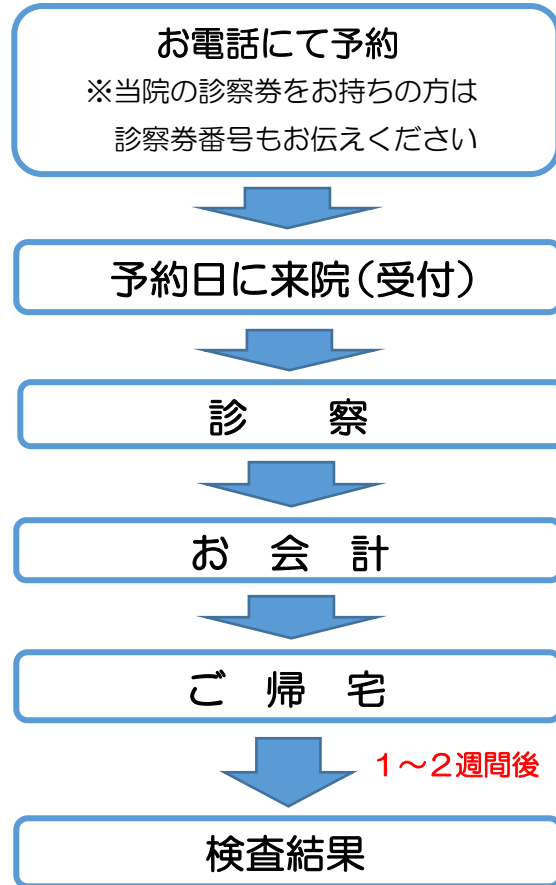 お電話にて予約
※当院の診察券をお持ちの方は
診察券番号もお伝えください
予約日に来院（受付）
診　察
お　会　計
ご　帰　宅
１～２週間後
検査結果